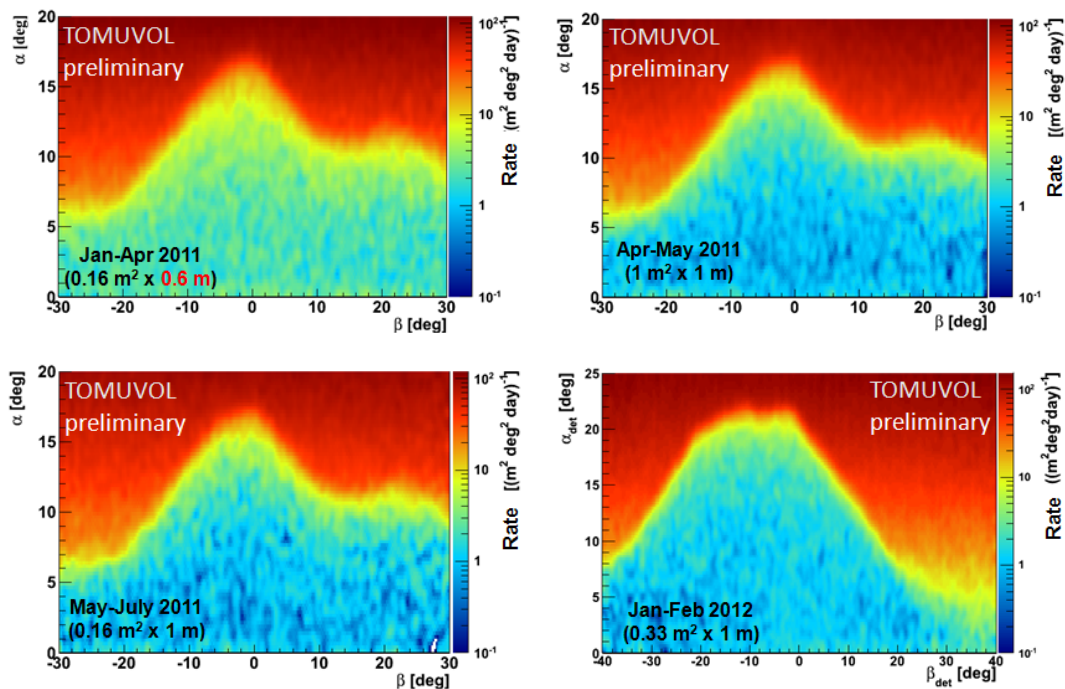 TOMUVOL
preliminary
α [deg]
20
15
10
5
0
-30
-20
-10
0
10
20
30
β [deg]
Jan-Apr 2011
(0.16 m² x 0.6 m)
10²
10
1
10⁻¹
Rate [(m² deg² day)⁻¹
TOMUVOL
preliminary
α [deg]
20
15
10
5
0
-30
-20
-10
0
10
20
30
β [deg]
Apr-May 2011
(1 m² x 1 m)
10²
10
1
10⁻¹
Rate [(m² deg² day)⁻¹
TOMUVOL
preliminary
α [deg]
20
15
10
5
0
-30
-20
-10
0
10
20
30
β [deg]
May-July 2011
(0.16 m² x 1 m)
10²
10
1
10⁻¹
Rate [(m² deg² day)⁻¹
TOMUVOL
preliminary
α_det [deg]
25
20
15
10
5
0
-40
-30
-20
-10
0
10
20
30
40
β_det [deg]
Jan-Feb 2012
(0.33 m² x 1 m)
10²
10
1
10⁻¹
Rate ((m²deg²day)⁻¹